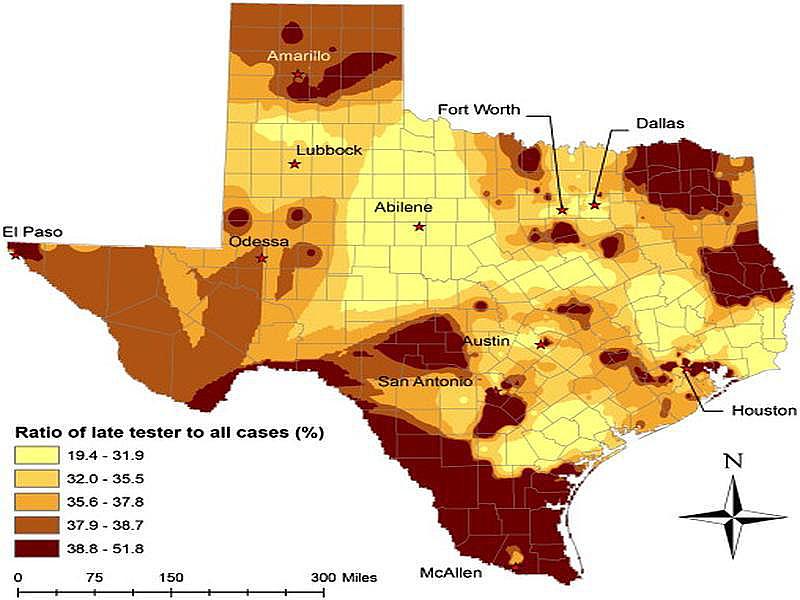 Amarillo
Fort Worth
Dallas
Lubbock
Abilene
El Paso
Odessa
Austin
San Antonio
Houston
Ratio of late tester to all cases (%)
19.4 - 31.9
32.0 - 35.5
35.6 - 37.8
37.9 - 38.7
38.8 - 51.8
N
McAllen
0 75 150 300 Miles